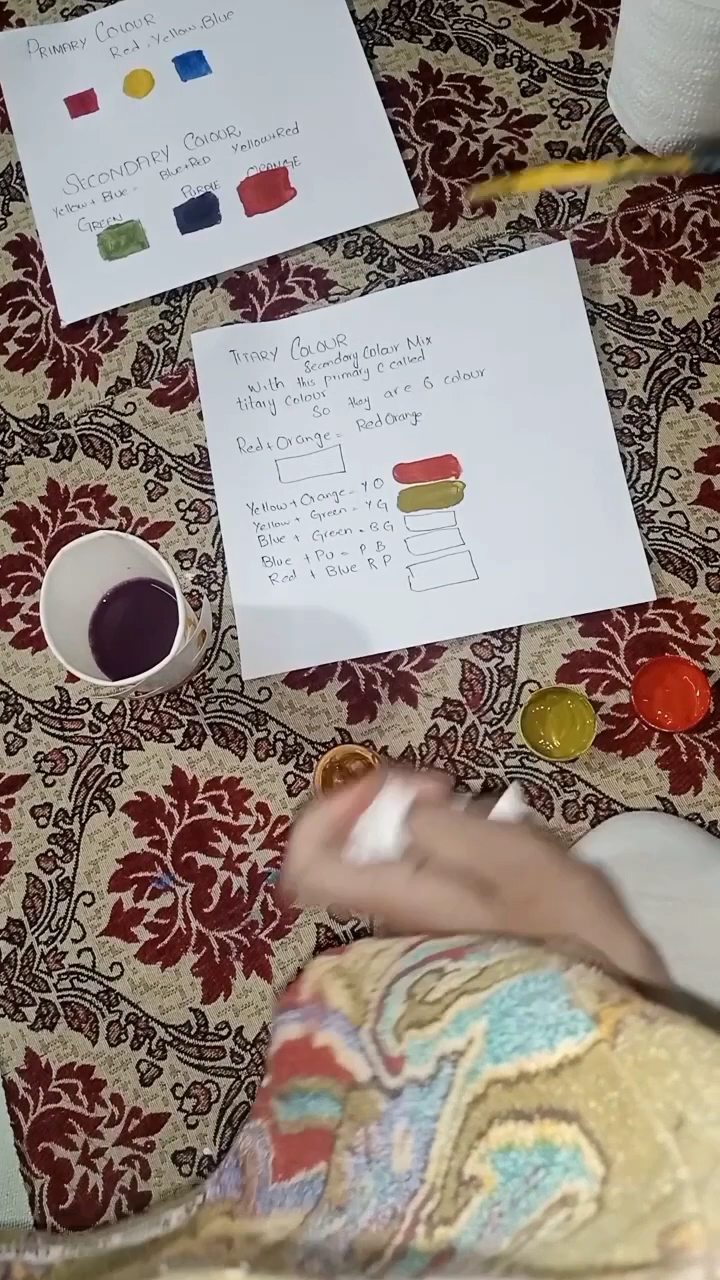 PRIMARY COLOUR
Red, Yellow, Blue
SECONDARY COLOUR
Yellow + Blue =
GREEN
Blue + RED
PURPLE
Yellow + Red
ORANGE
TITARY COLOUR
Secondary Colour Mix
with this primary C called
titary colour
So they are 6 colour
Red + Orange = Red Orange
Yellow + Orange = Y O
Yellow + Green = Y G
Blue + Green = B G
Blue + Pu = P B
Red + Blue R P